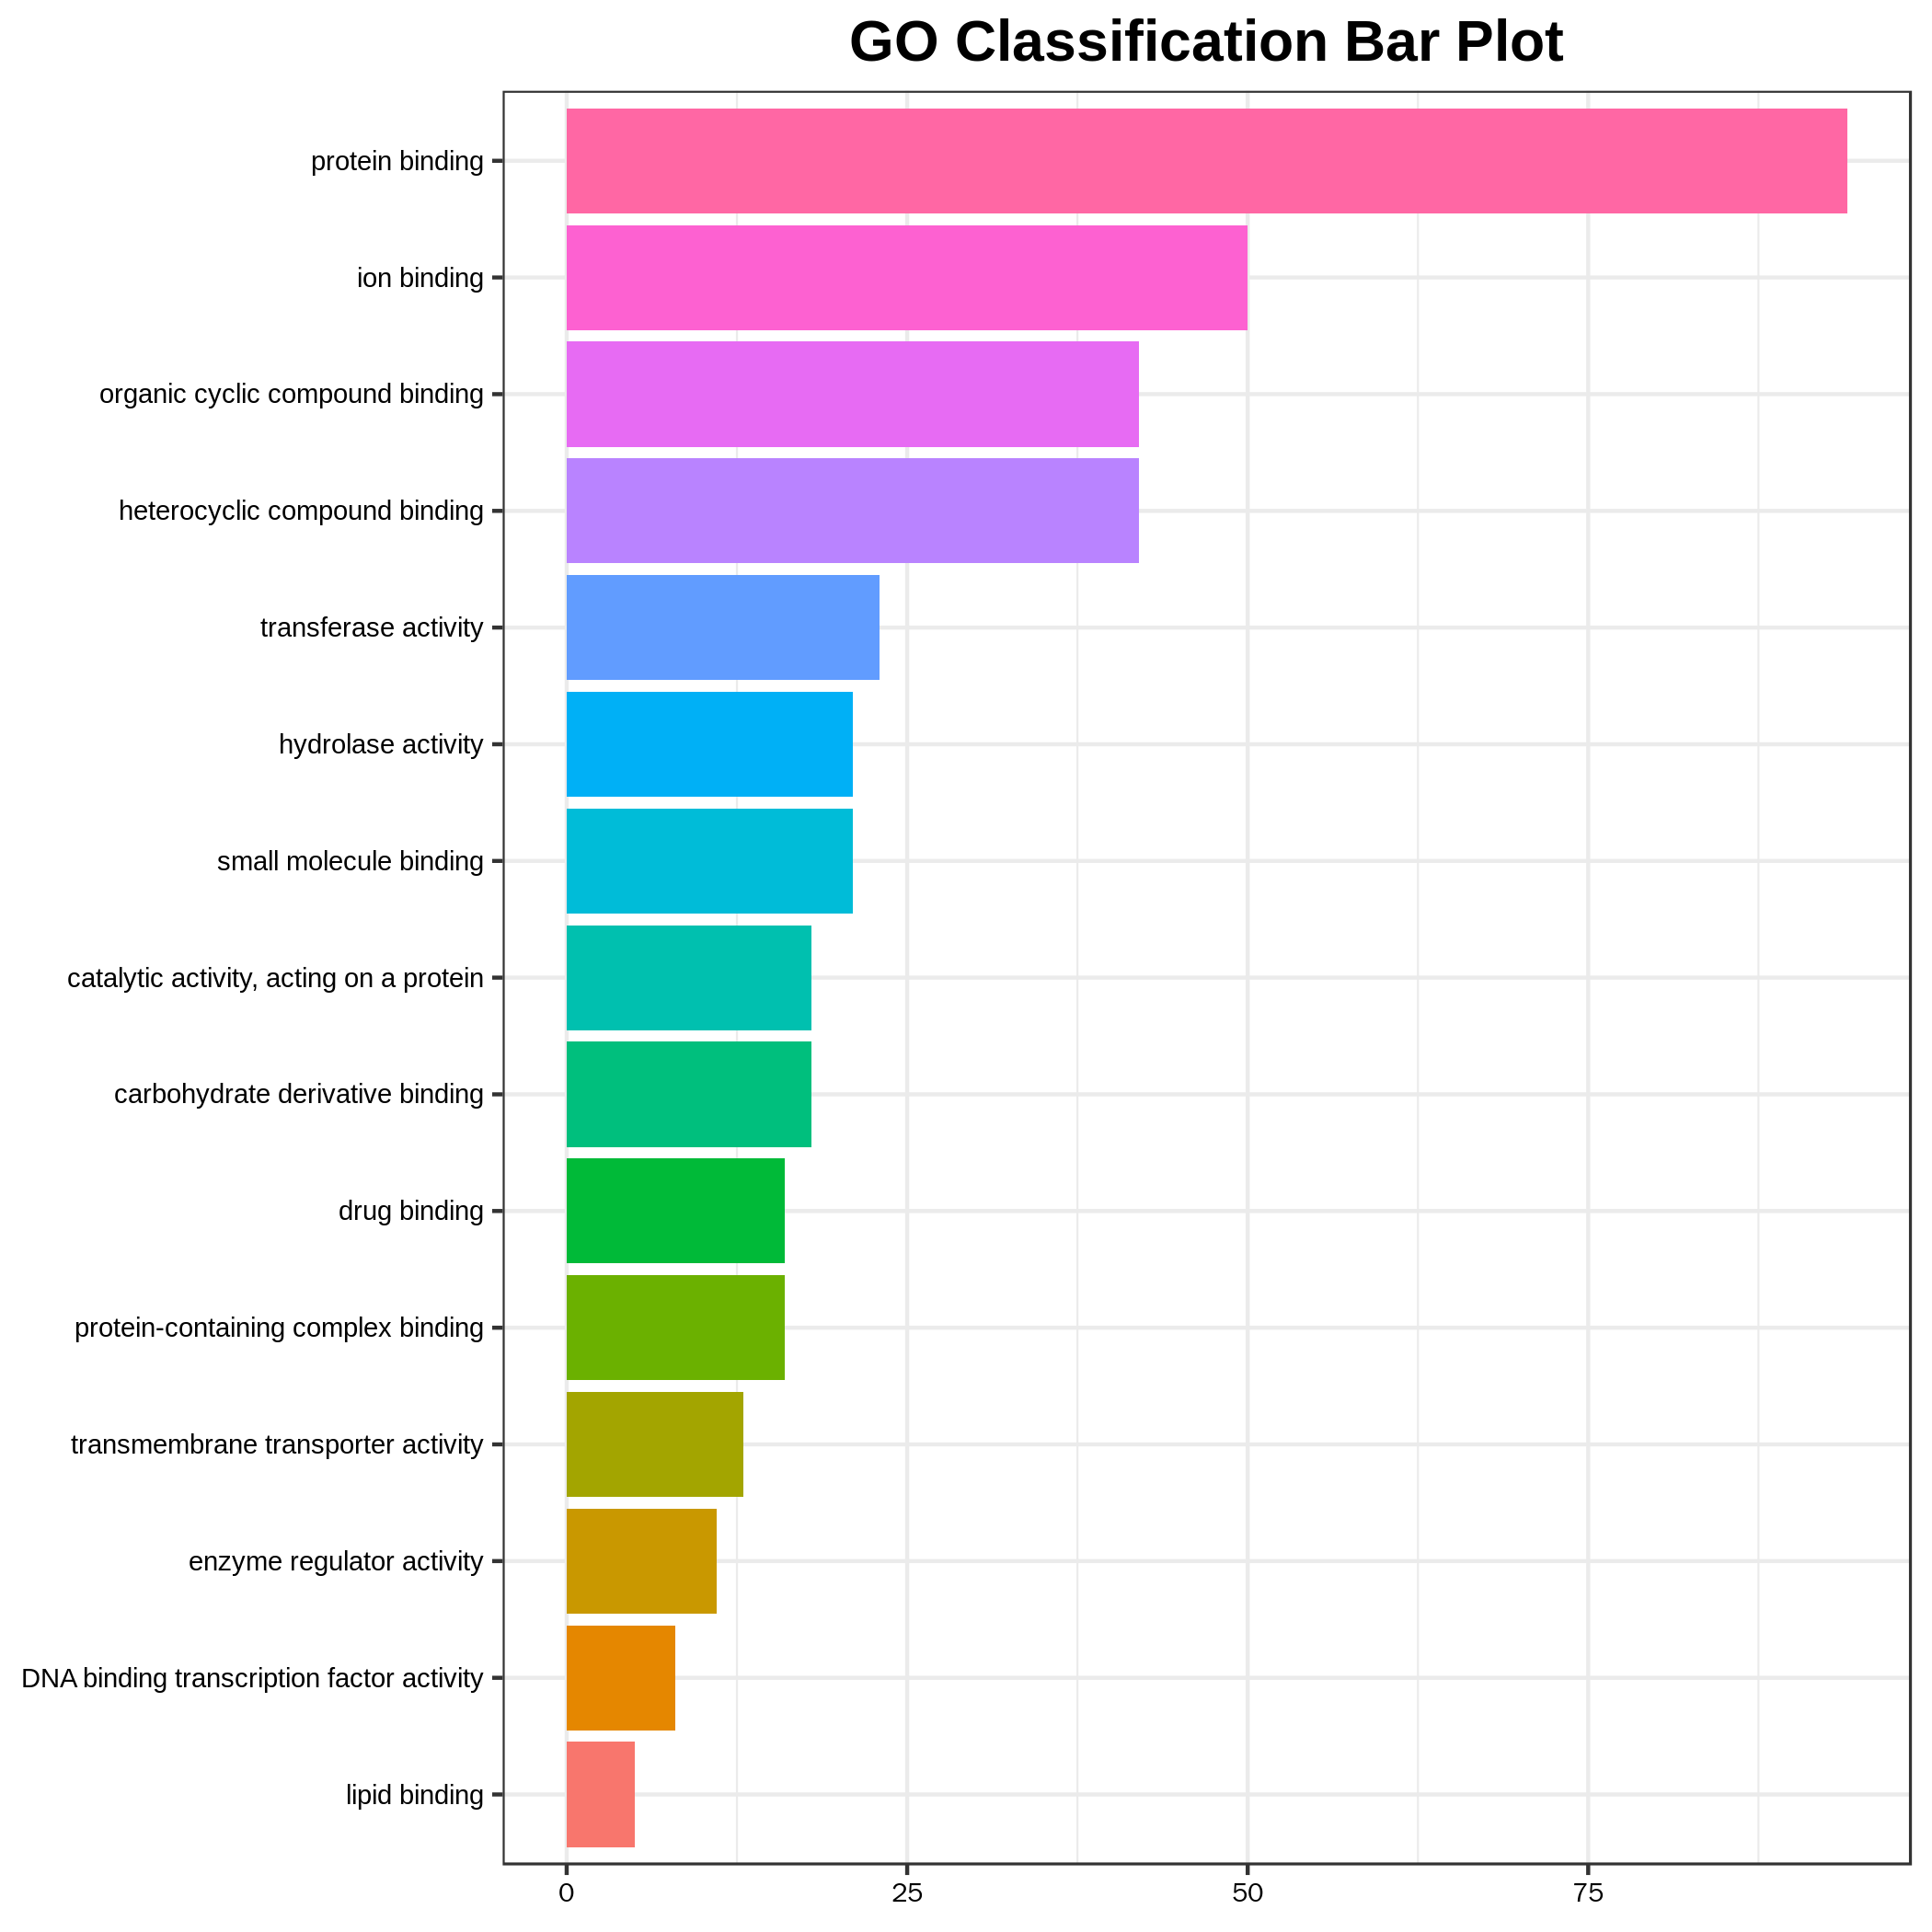 GO Classification Bar Plot
protein binding
ion binding
organic cyclic compound binding
heterocyclic compound binding
transferase activity
hydrolase activity
small molecule binding
catalytic activity, acting on a protein
carbohydrate derivative binding
drug binding
protein-containing complex binding
transmembrane transporter activity
enzyme regulator activity
DNA binding transcription factor activity
lipid binding
0 25 50 75